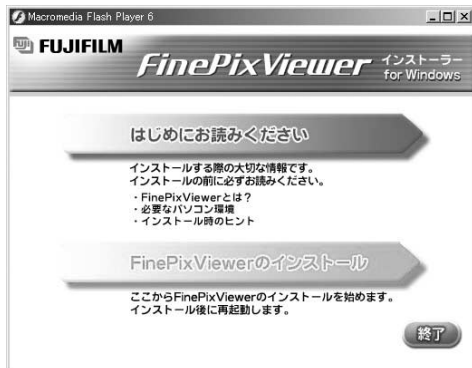 Macromedia Flash Player 6
FUJI FUJIFILM
FinePixViewer インストーラー
for Windows
はじめにお読みください
インストールする際の大切な情報です。
インストールの前に必ずお読みください。
・FinePixViewerとは?
・必要なパソコン環境
・インストール時のヒント
FinePixViewerのインストール
ここからFinePixViewerのインストールを始めます。
インストール後に再起動します。
終了